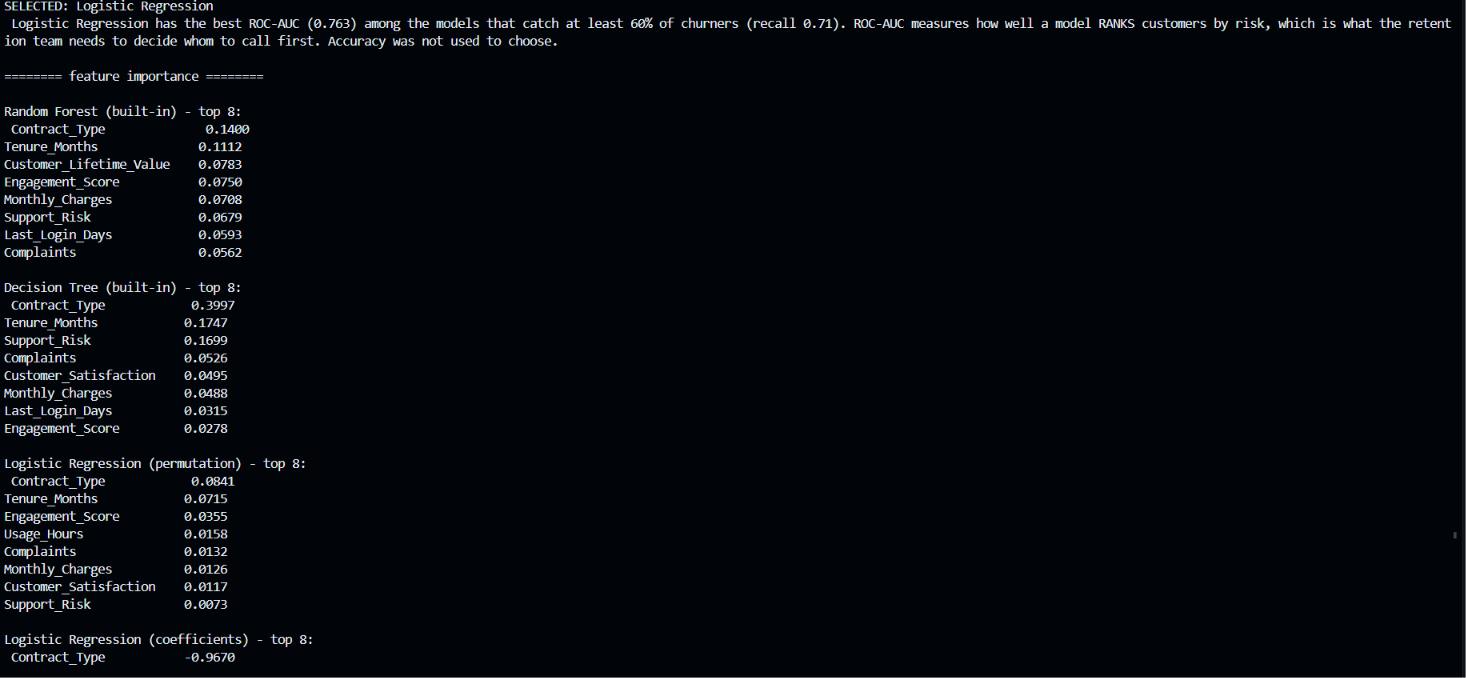 SELECTED: Logistic Regression
Logistic Regression has the best ROC-AUC (0.763) among the models that catch at least 60% of churners (recall 0.71). ROC-AUC measures how well a model RANKS customers by risk, which is what the retent
ion team needs to decide whom to call first. Accuracy was not used to choose.
======== feature importance ========
Random Forest (built-in) - top 8:
Contract_Type 0.1400
Tenure_Months 0.1112
Customer_Lifetime_Value 0.0783
Engagement_Score 0.0750
Monthly_Charges 0.0708
Support_Risk 0.0679
Last_Login_Days 0.0593
Complaints 0.0562
Decision Tree (built-in) - top 8:
Contract_Type 0.3997
Tenure_Months 0.1747
Support_Risk 0.1699
Complaints 0.0526
Customer_Satisfaction 0.0495
Monthly_Charges 0.0488
Last_Login_Days 0.0315
Engagement_Score 0.0278
Logistic Regression (permutation) - top 8:
Contract_Type 0.0841
Tenure_Months 0.0715
Engagement_Score 0.0355
Usage_Hours 0.0158
Complaints 0.0132
Monthly_Charges 0.0126
Customer_Satisfaction 0.0117
Support_Risk 0.0073
Logistic Regression (coefficients) - top 8:
Contract_Type -0.9670